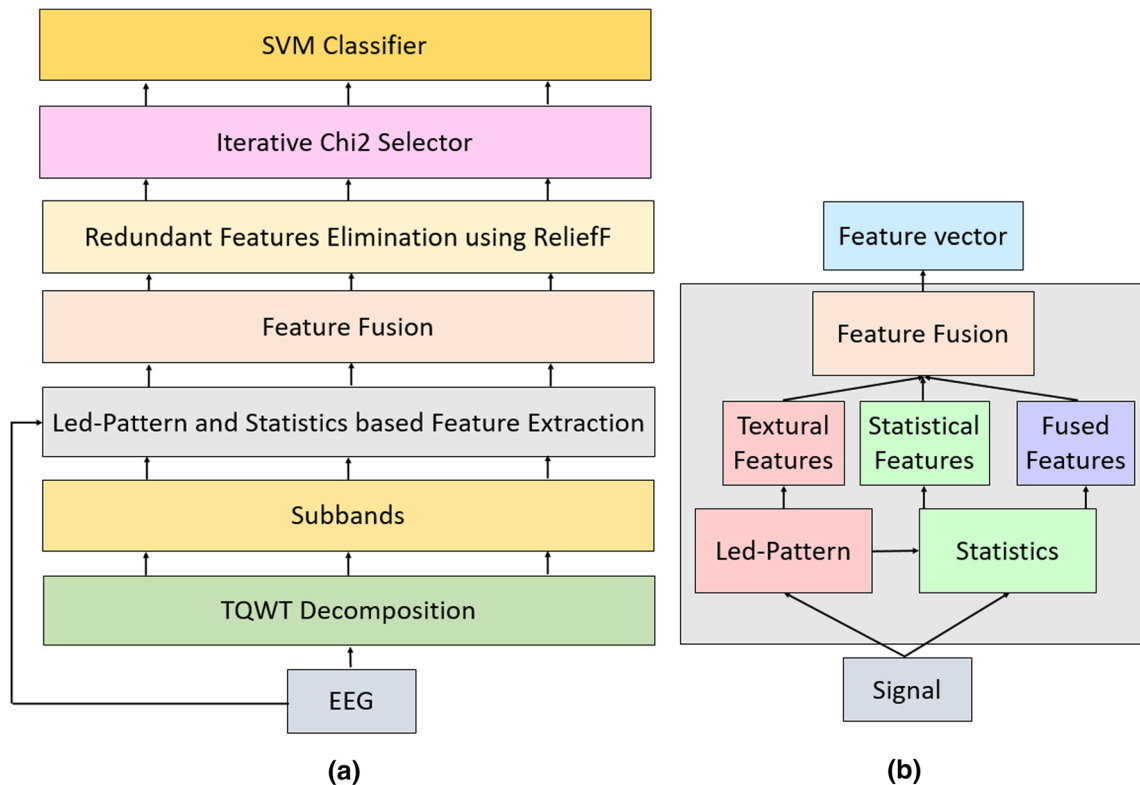 SVM Classifier
Iterative Chi2 Selector
Redundant Features Elimination using ReliefF
Feature Fusion
Led-Pattern and Statistics based Feature Extraction
Subbands
TQWT Decomposition
EEG
(a)
Feature vector
Feature Fusion
Textural
Features
Statistical
Features
Fused
Features
Led-Pattern
Statistics
Signal
(b)